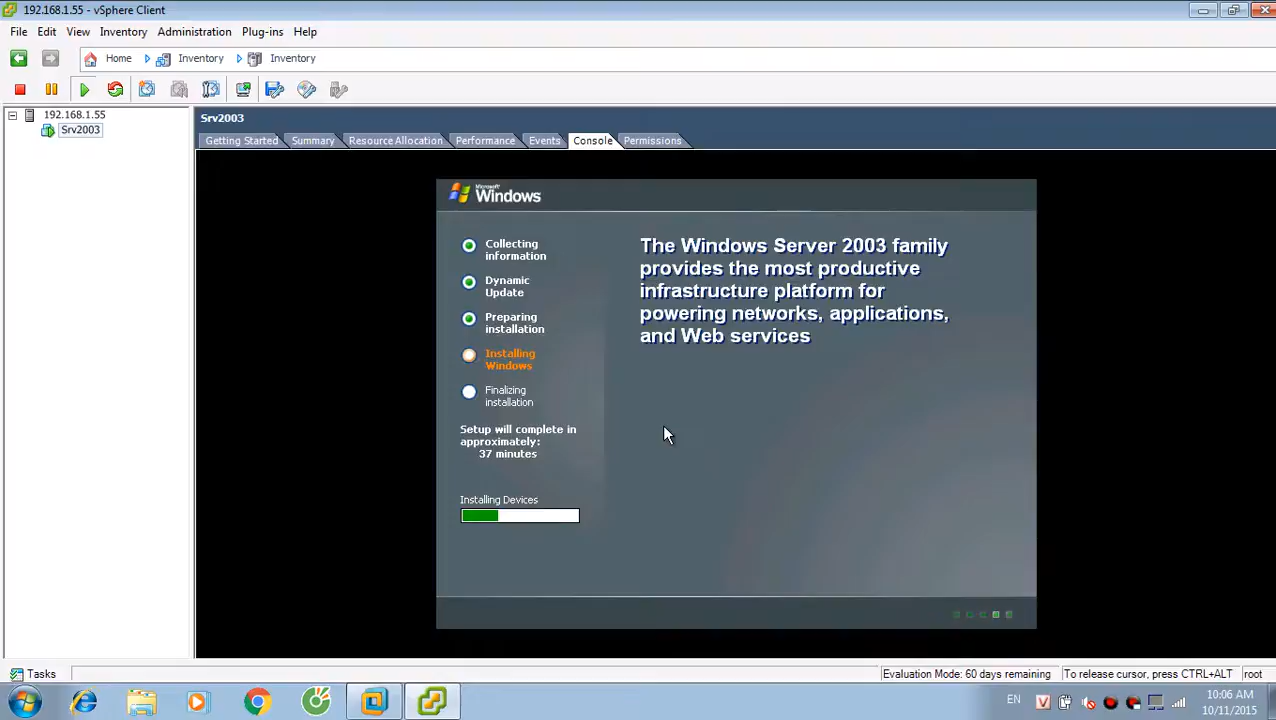 192.168.1.55 - vSphere Client
File Edit View Inventory Administration Plug-ins Help
Home Inventory Inventory
192.168.1.55
Srv2003
Srv2003
Getting Started Summary Resource Allocation Performance Events Console Permissions
Microsoft
Windows
Collecting
information
Dynamic
Update
Preparing
installation
Installing
Windows
Finalizing
installation
Setup will complete in
approximately:
37 minutes
Installing Devices
The Windows Server 2003 family
provides the most productive
infrastructure platform for
powering networks, applications,
and Web services
Tasks
Evaluation Mode: 60 days remaining
To release cursor, press CTRL+ALT
root
EN
10:06 AM
10/11/2015